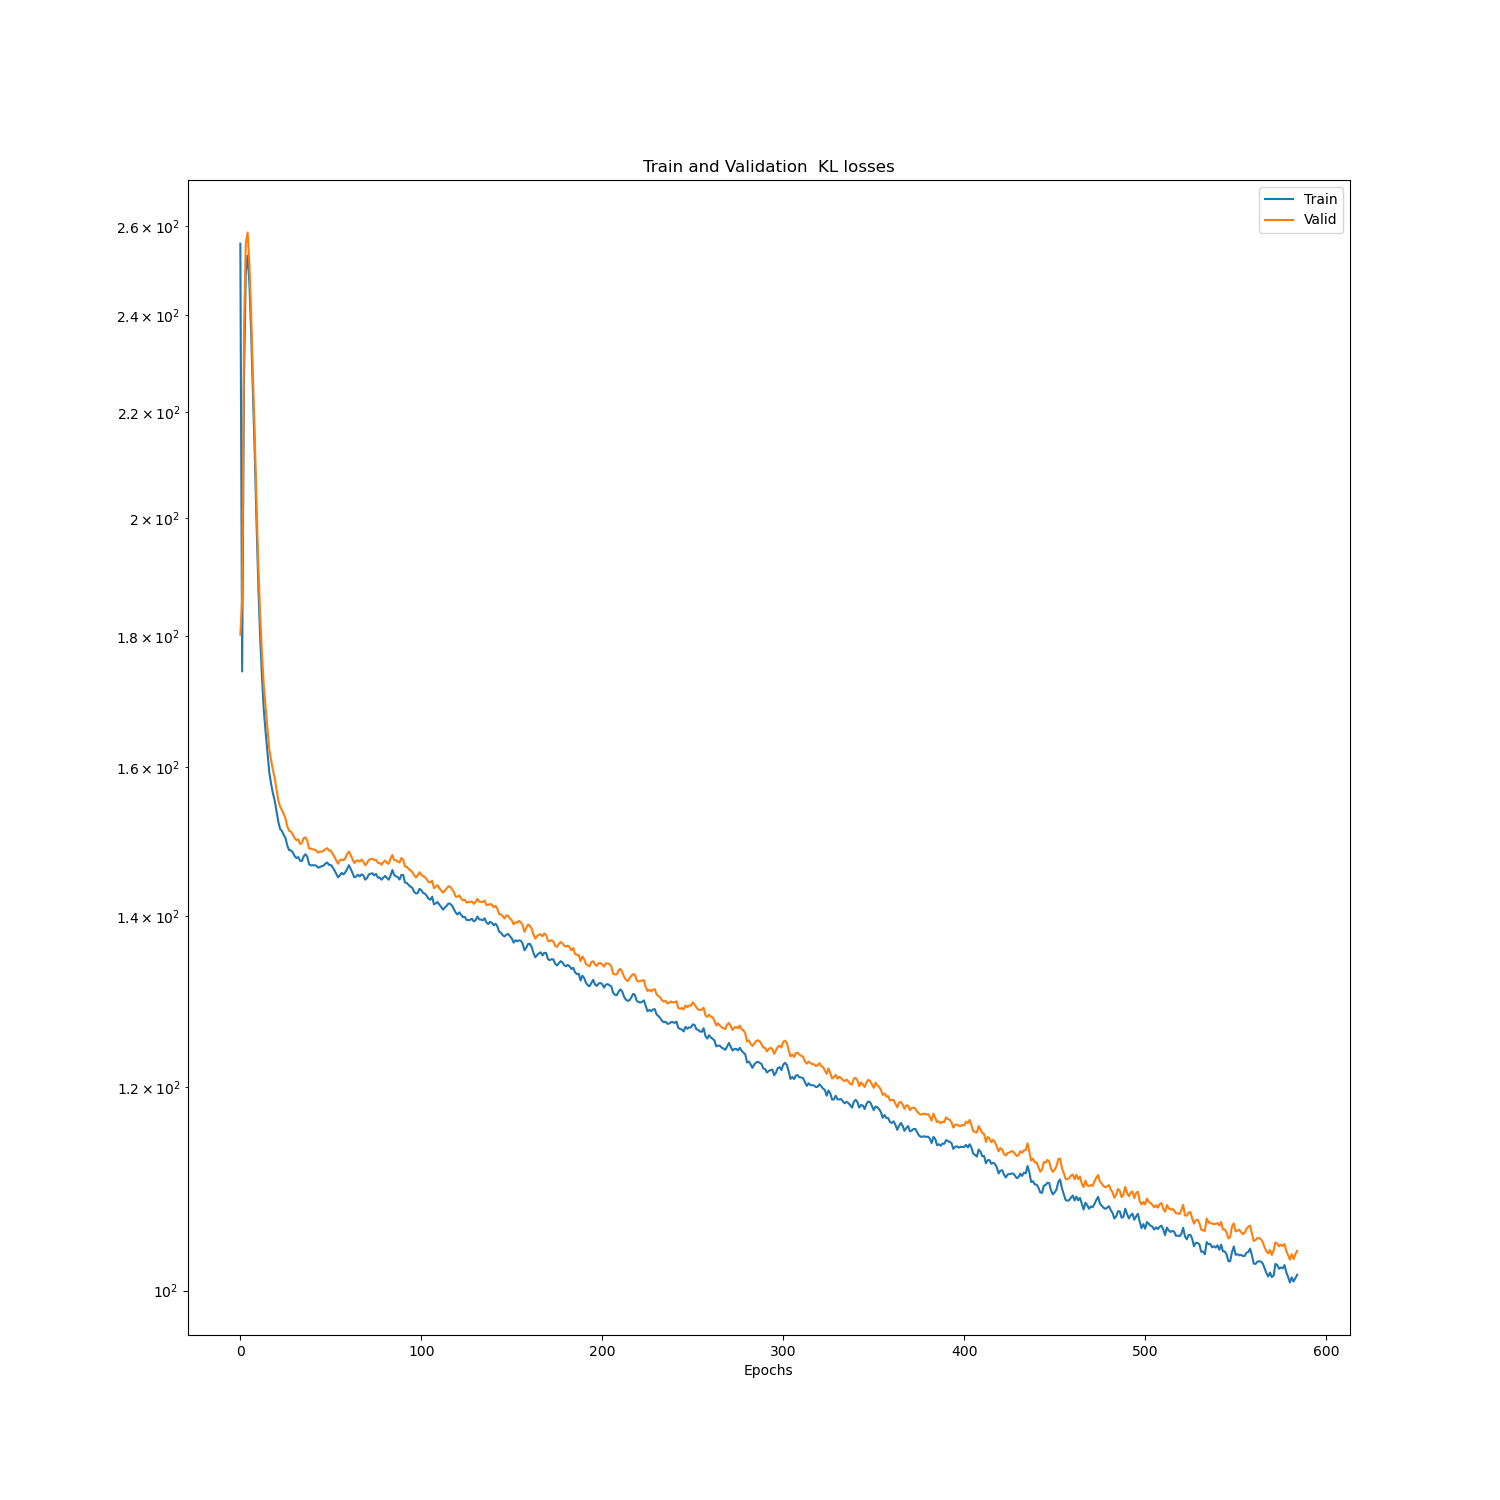 Train and Validation  KL losses
Train
Valid
2.6 × 10²
2.4 × 10²
2.2 × 10²
2 × 10²
1.8 × 10²
1.6 × 10²
1.4 × 10²
1.2 × 10²
10²
0 100 200 300 400 500 600
Epochs